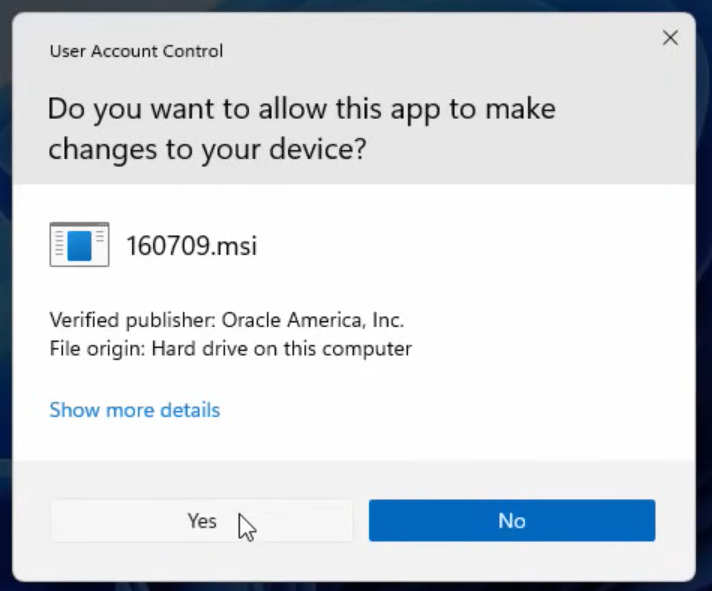 User Account Control
Do you want to allow this app to make
changes to your device?
160709.msi
Verified publisher: Oracle America, Inc.
File origin: Hard drive on this computer
Show more details
Yes
No